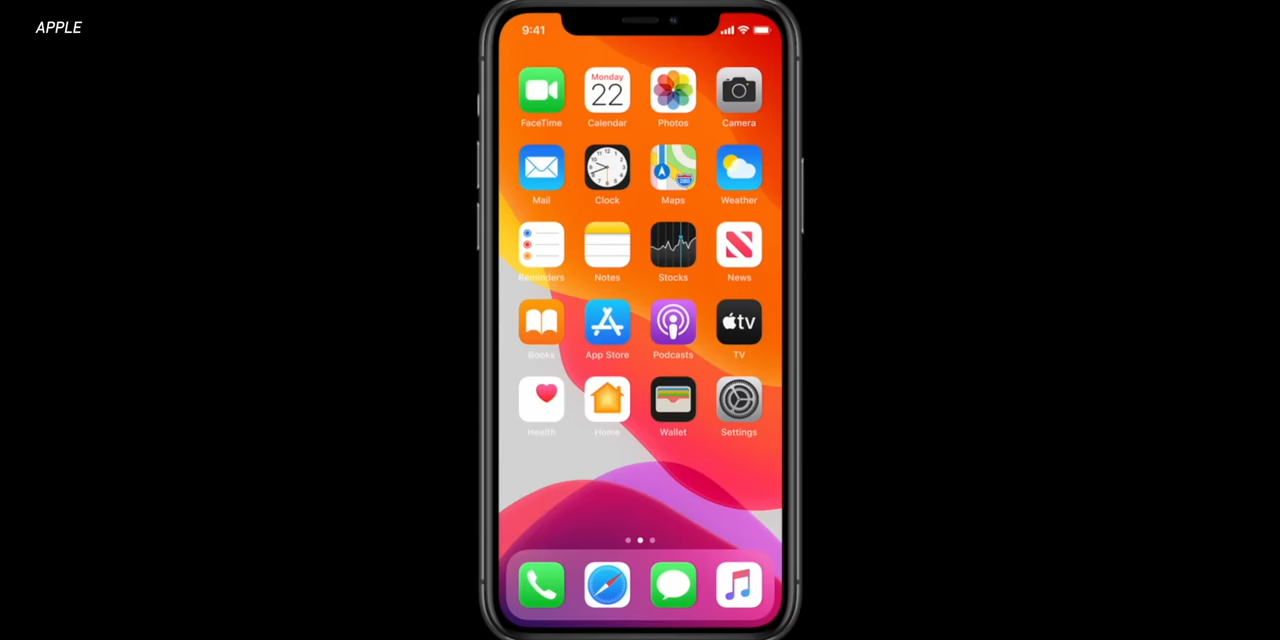 APPLE
9:41
Monday
22
FaceTime Calendar Photos Camera
Mail Clock Maps Weather
Reminders Notes Stocks News
tv
Books App Store Podcasts TV
Health Home Wallet Settings